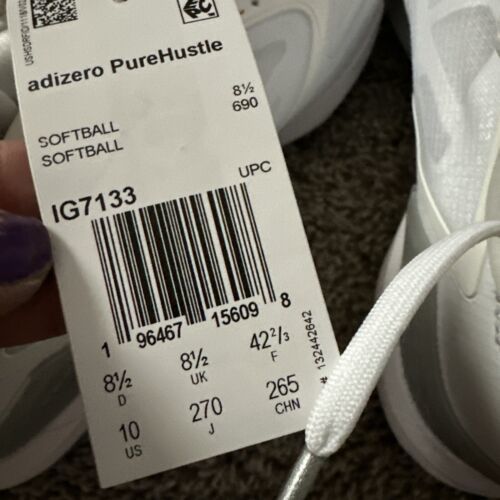 adizero PureHustle
8½
690
SOFTBALL
SOFTBALL
UPC
IG7133
1 96467 15609 8
8½ 8½ 42⅔
D UK F
10 270 265
US J CHN
# 132442642